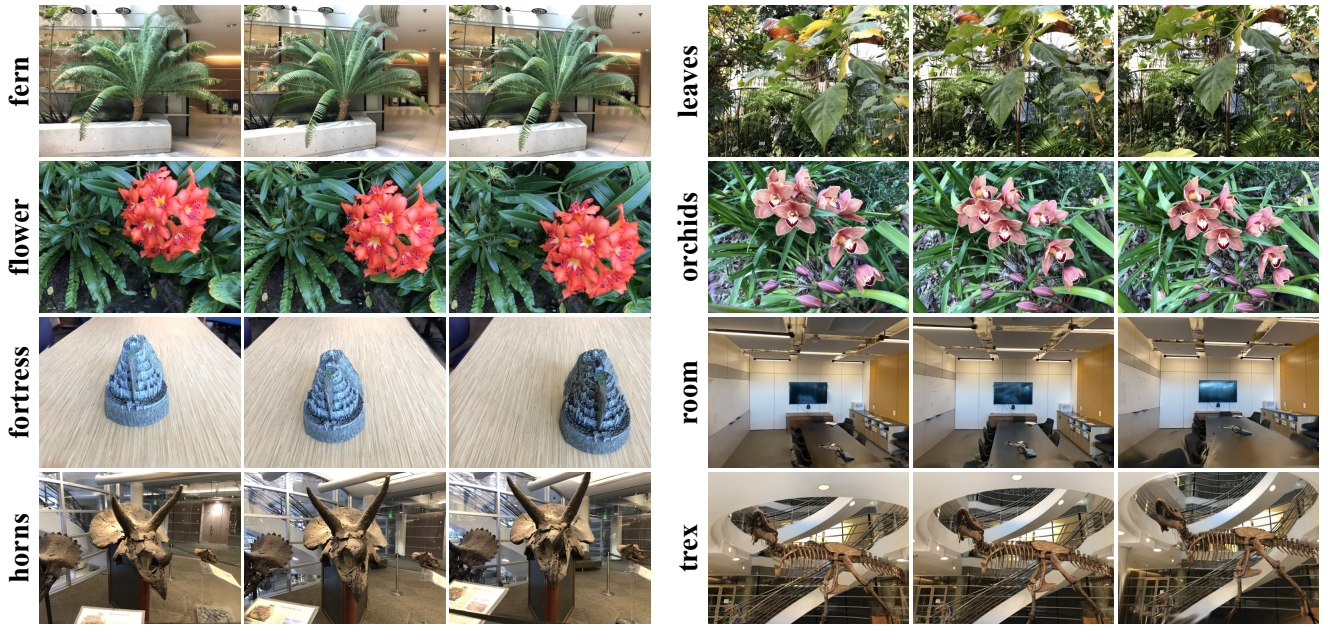 fern
flower
fortress
horns
leaves
orchids
room
trex